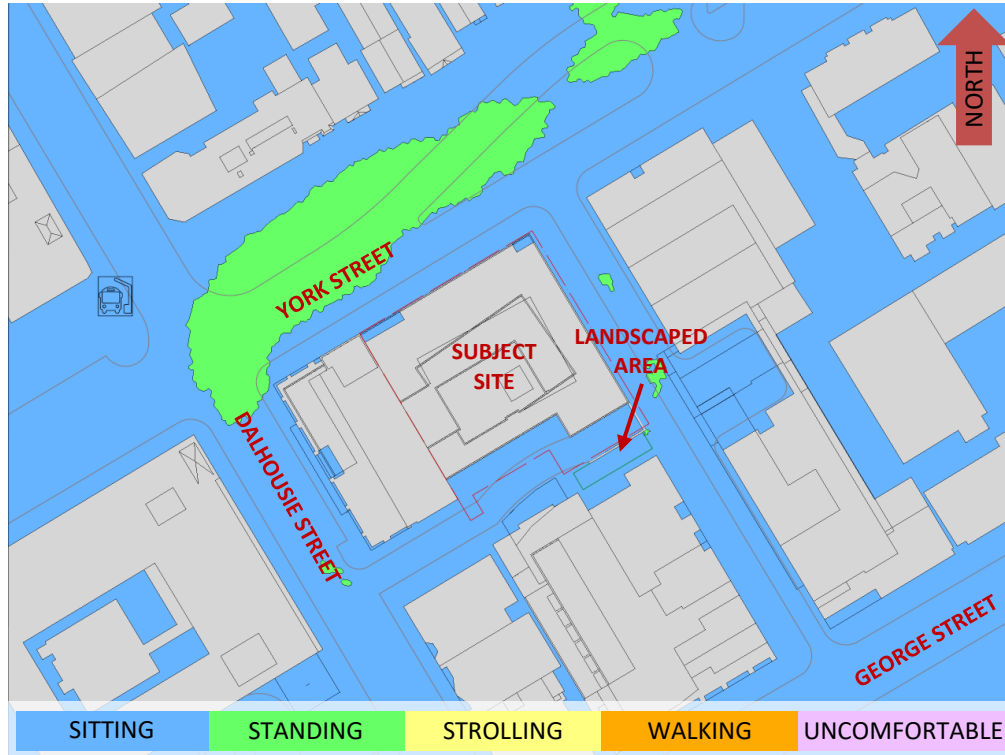 NORTH
YORK STREET
SUBJECT
SITE
LANDSCAPED
AREA
DALHOUSIE STREET
GEORGE STREET
SITTING
STANDING
STROLLING
WALKING
UNCOMFORTABLE